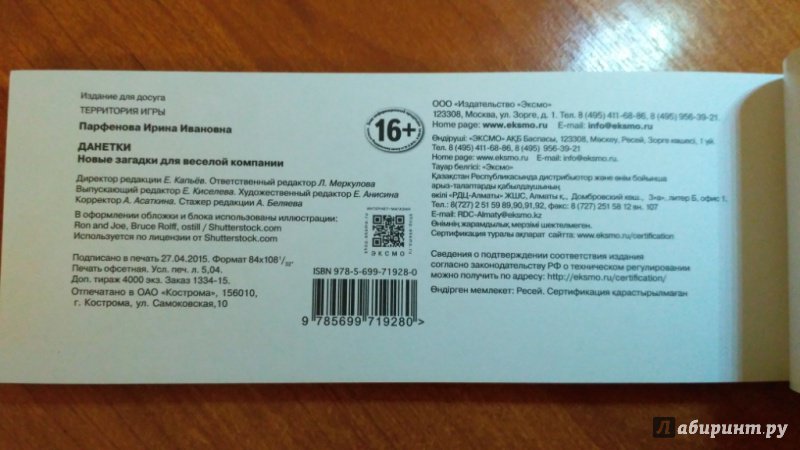 Издание для досуга
ТЕРРИТОРИЯ ИГРЫ
Парфенова Ирина Ивановна
ДАНЕТКИ
Новые загадки для веселой компании
Директор редакции Е. Кальёв. Ответственный редактор Л. Меркулова
Выпускающий редактор Е. Киселева. Художественный редактор Е. Анисина
Корректор А. Асаткина. Стажер редакции А. Беляева
В оформлении обложки и блока использованы иллюстрации:
Ron and Joe, Bruce Rolff, ostill / Shutterstock.com
Используется по лицензии от Shutterstock.com
Подписано в печать 27.04.2015. Формат 84x108 1/32.
Печать офсетная. Усл. печ. л. 5,04.
Доп. тираж 4000 экз. Заказ 1334-15.
Отпечатано в ОАО «Кострома», 156010,
г. Кострома, ул. Самоковская,10
16+
ИНТЕРНЕТ-МАГАЗИН
ЭКСМО
ISBN 978-5-699-71928-0
9 785699 719280>
ООО «Издательство «Эксмо»
123308, Москва, ул. Зорге, д. 1. Тел. 8 (495) 411-68-86, 8 (495) 956-39-21.
Home page: www.eksmo.ru E-mail: info@eksmo.ru
Өндіруші: «ЭКСМО» АҚБ Баспасы, 123308, Мәскеу, Ресей, Зорге көшесі, 1 үй.
Тел. 8 (495) 411-68-86, 8 (495) 956-39-21
Home page: www.eksmo.ru E-mail: info@eksmo.ru.
Тауар белгісі: «Эксмо»
Қазақстан Республикасында дистрибьютор және өнім бойынша
арыз-талаптарды қабылдаушының
өкілі «РДЦ-Алматы» ЖШС, Алматы қ., Домбровский көш., 3«а», литер Б, офис 1.
Тел.: 8(727) 2 51 59 89,90,91,92, факс: 8 (727) 251 58 12 вн. 107
E-mail: RDC-Almaty@eksmo.kz
Өнімнің жарамдылық мерзімі шектелмеген.
Сертификация туралы ақпарат сайтта: www.eksmo.ru/certification
Сведения о подтверждении соответствия издания
согласно законодательству РФ о техническом регулировании
можно получить по адресу: http://eksmo.ru/certification/
Өндірген мемлекет: Ресей. Сертификация қарастырылмаған
Лабиринт.ру